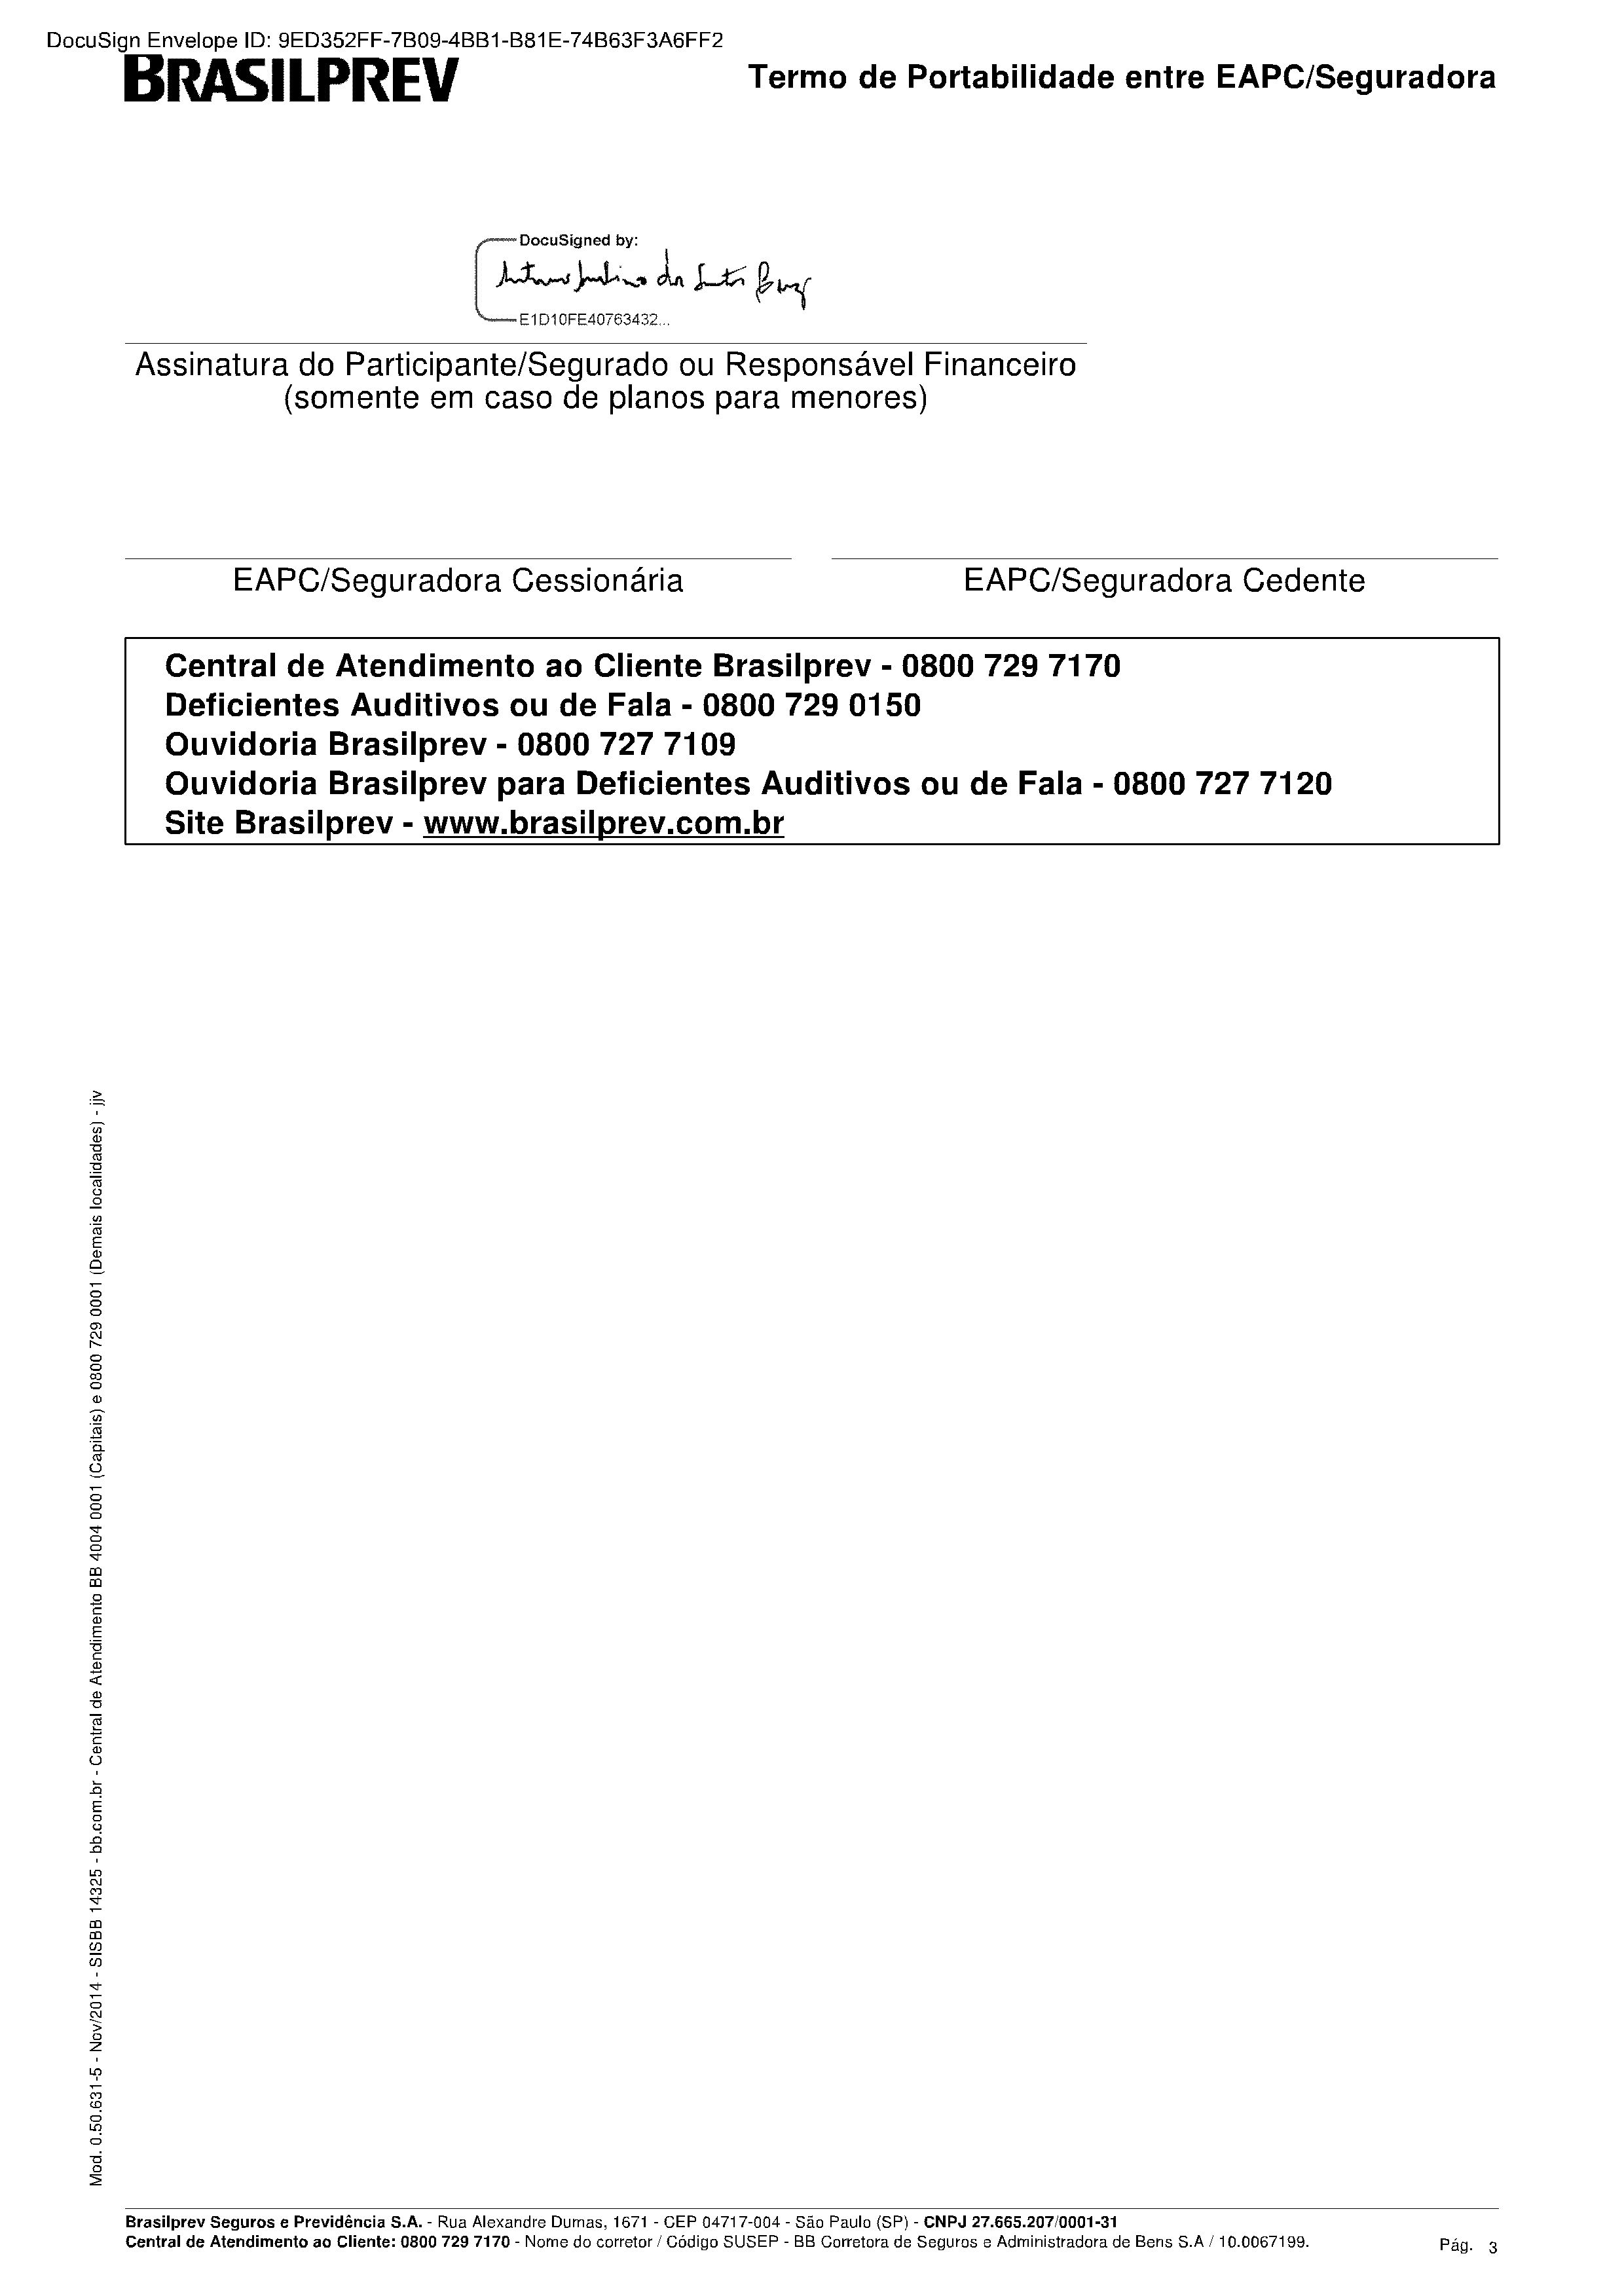 DocuSign Envelope ID: 9ED352FF-7B09-4BB1-B81E-74B63F3A6FF2
BRASILPREV
Termo de Portabilidade entre EAPC/Seguradora
DocuSigned by:
E1D10FE40763432...
Assinatura do Participante/Segurado ou Responsável Financeiro
(somente em caso de planos para menores)
EAPC/Seguradora Cessionária
EAPC/Seguradora Cedente
Central de Atendimento ao Cliente Brasilprev - 0800 729 7170
Deficientes Auditivos ou de Fala - 0800 729 0150
Ouvidoria Brasilprev - 0800 727 7109
Ouvidoria Brasilprev para Deficientes Auditivos ou de Fala - 0800 727 7120
Site Brasilprev - www.brasilprev.com.br
Mod. 0.50.631-5 - Nov/2014 - SISBB 14325 - bb.com.br - Central de Atendimento BB 4004 0001 (Capitais) e 0800 729 0001 (Demais localidades) - jjv
Brasilprev Seguros e Previdência S.A. - Rua Alexandre Dumas, 1671 - CEP 04717-004 - São Paulo (SP) - CNPJ 27.665.207/0001-31
Central de Atendimento ao Cliente: 0800 729 7170 - Nome do corretor / Código SUSEP - BB Corretora de Seguros e Administradora de Bens S.A / 10.0067199.
Pág. 3